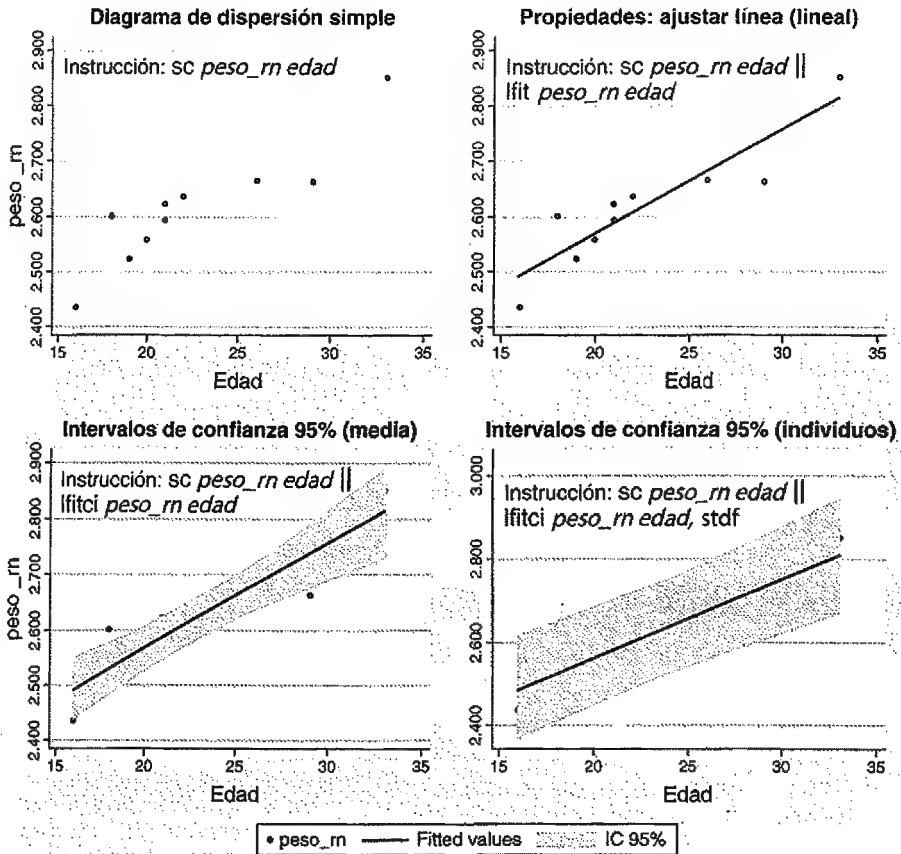 Diagrama de dispersión simple
Instrucción: sc peso_rn edad
peso_rn
2.900
2.800
2.700
2.600
2.500
2.400
15 20 25 30 35
Edad
Propiedades: ajustar línea (lineal)
Instrucción: sc peso_rn edad ||
lfit peso_rn edad
2.900
2.800
2.700
2.600
2.500
2.400
15 20 25 30 35
Edad
Intervalos de confianza 95% (media)
Instrucción: sc peso_rn edad ||
lfitci peso_rn edad
peso_rn
2.900
2.800
2.700
2.600
2.500
2.400
15 20 25 30 35
Edad
Intervalos de confianza 95% (individuos)
Instrucción: sc peso_rn edad ||
lfitci peso_rn edad, stdf
3.000
2.800
2.600
2.400
15 20 25 30 35
Edad
peso_rn Fitted values IC 95%